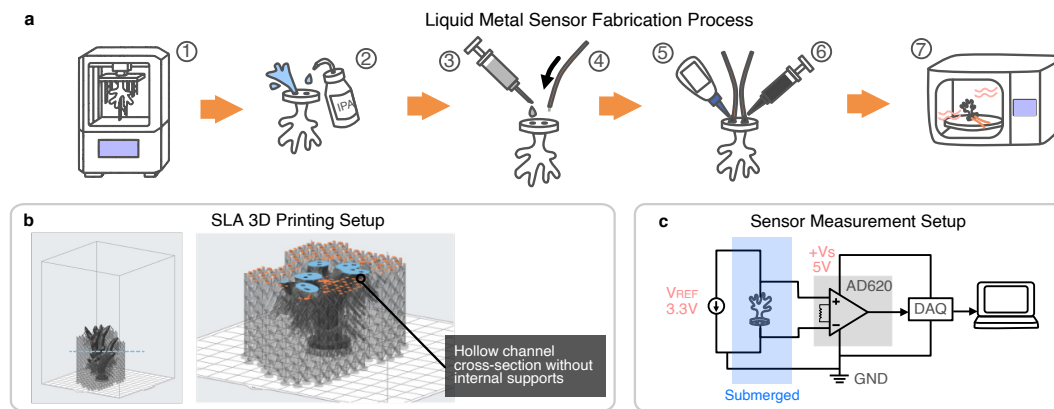 a
Liquid Metal Sensor Fabrication Process
1
2
3
4
5
6
7
IPA
b
SLA 3D Printing Setup
Hollow channel
cross-section without
internal supports
c
Sensor Measurement Setup
+Vs
5V
AD620
VREF
3.3V
+
−
DAQ
GND
Submerged